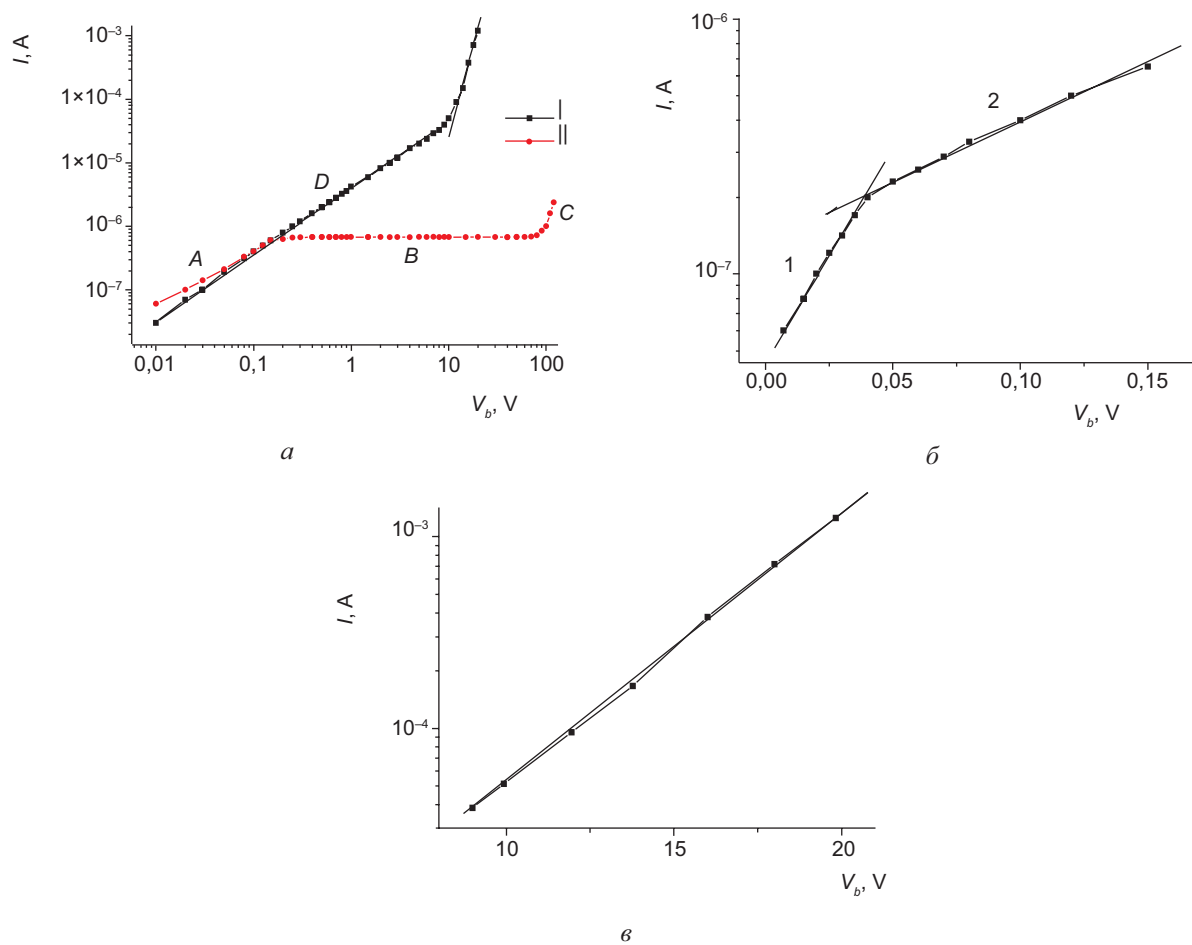 I, A
10⁻³
1×10⁻⁴
1×10⁻⁵
10⁻⁶
10⁻⁷
I
II
A
D
B
C
0,01 0,1 1 10 100
V_b, V
а
I, A
10⁻⁶
10⁻⁷
1
2
0,00 0,05 0,10 0,15
V_b, V
б
I, A
10⁻³
10⁻⁴
10 15 20
V_b, V
в